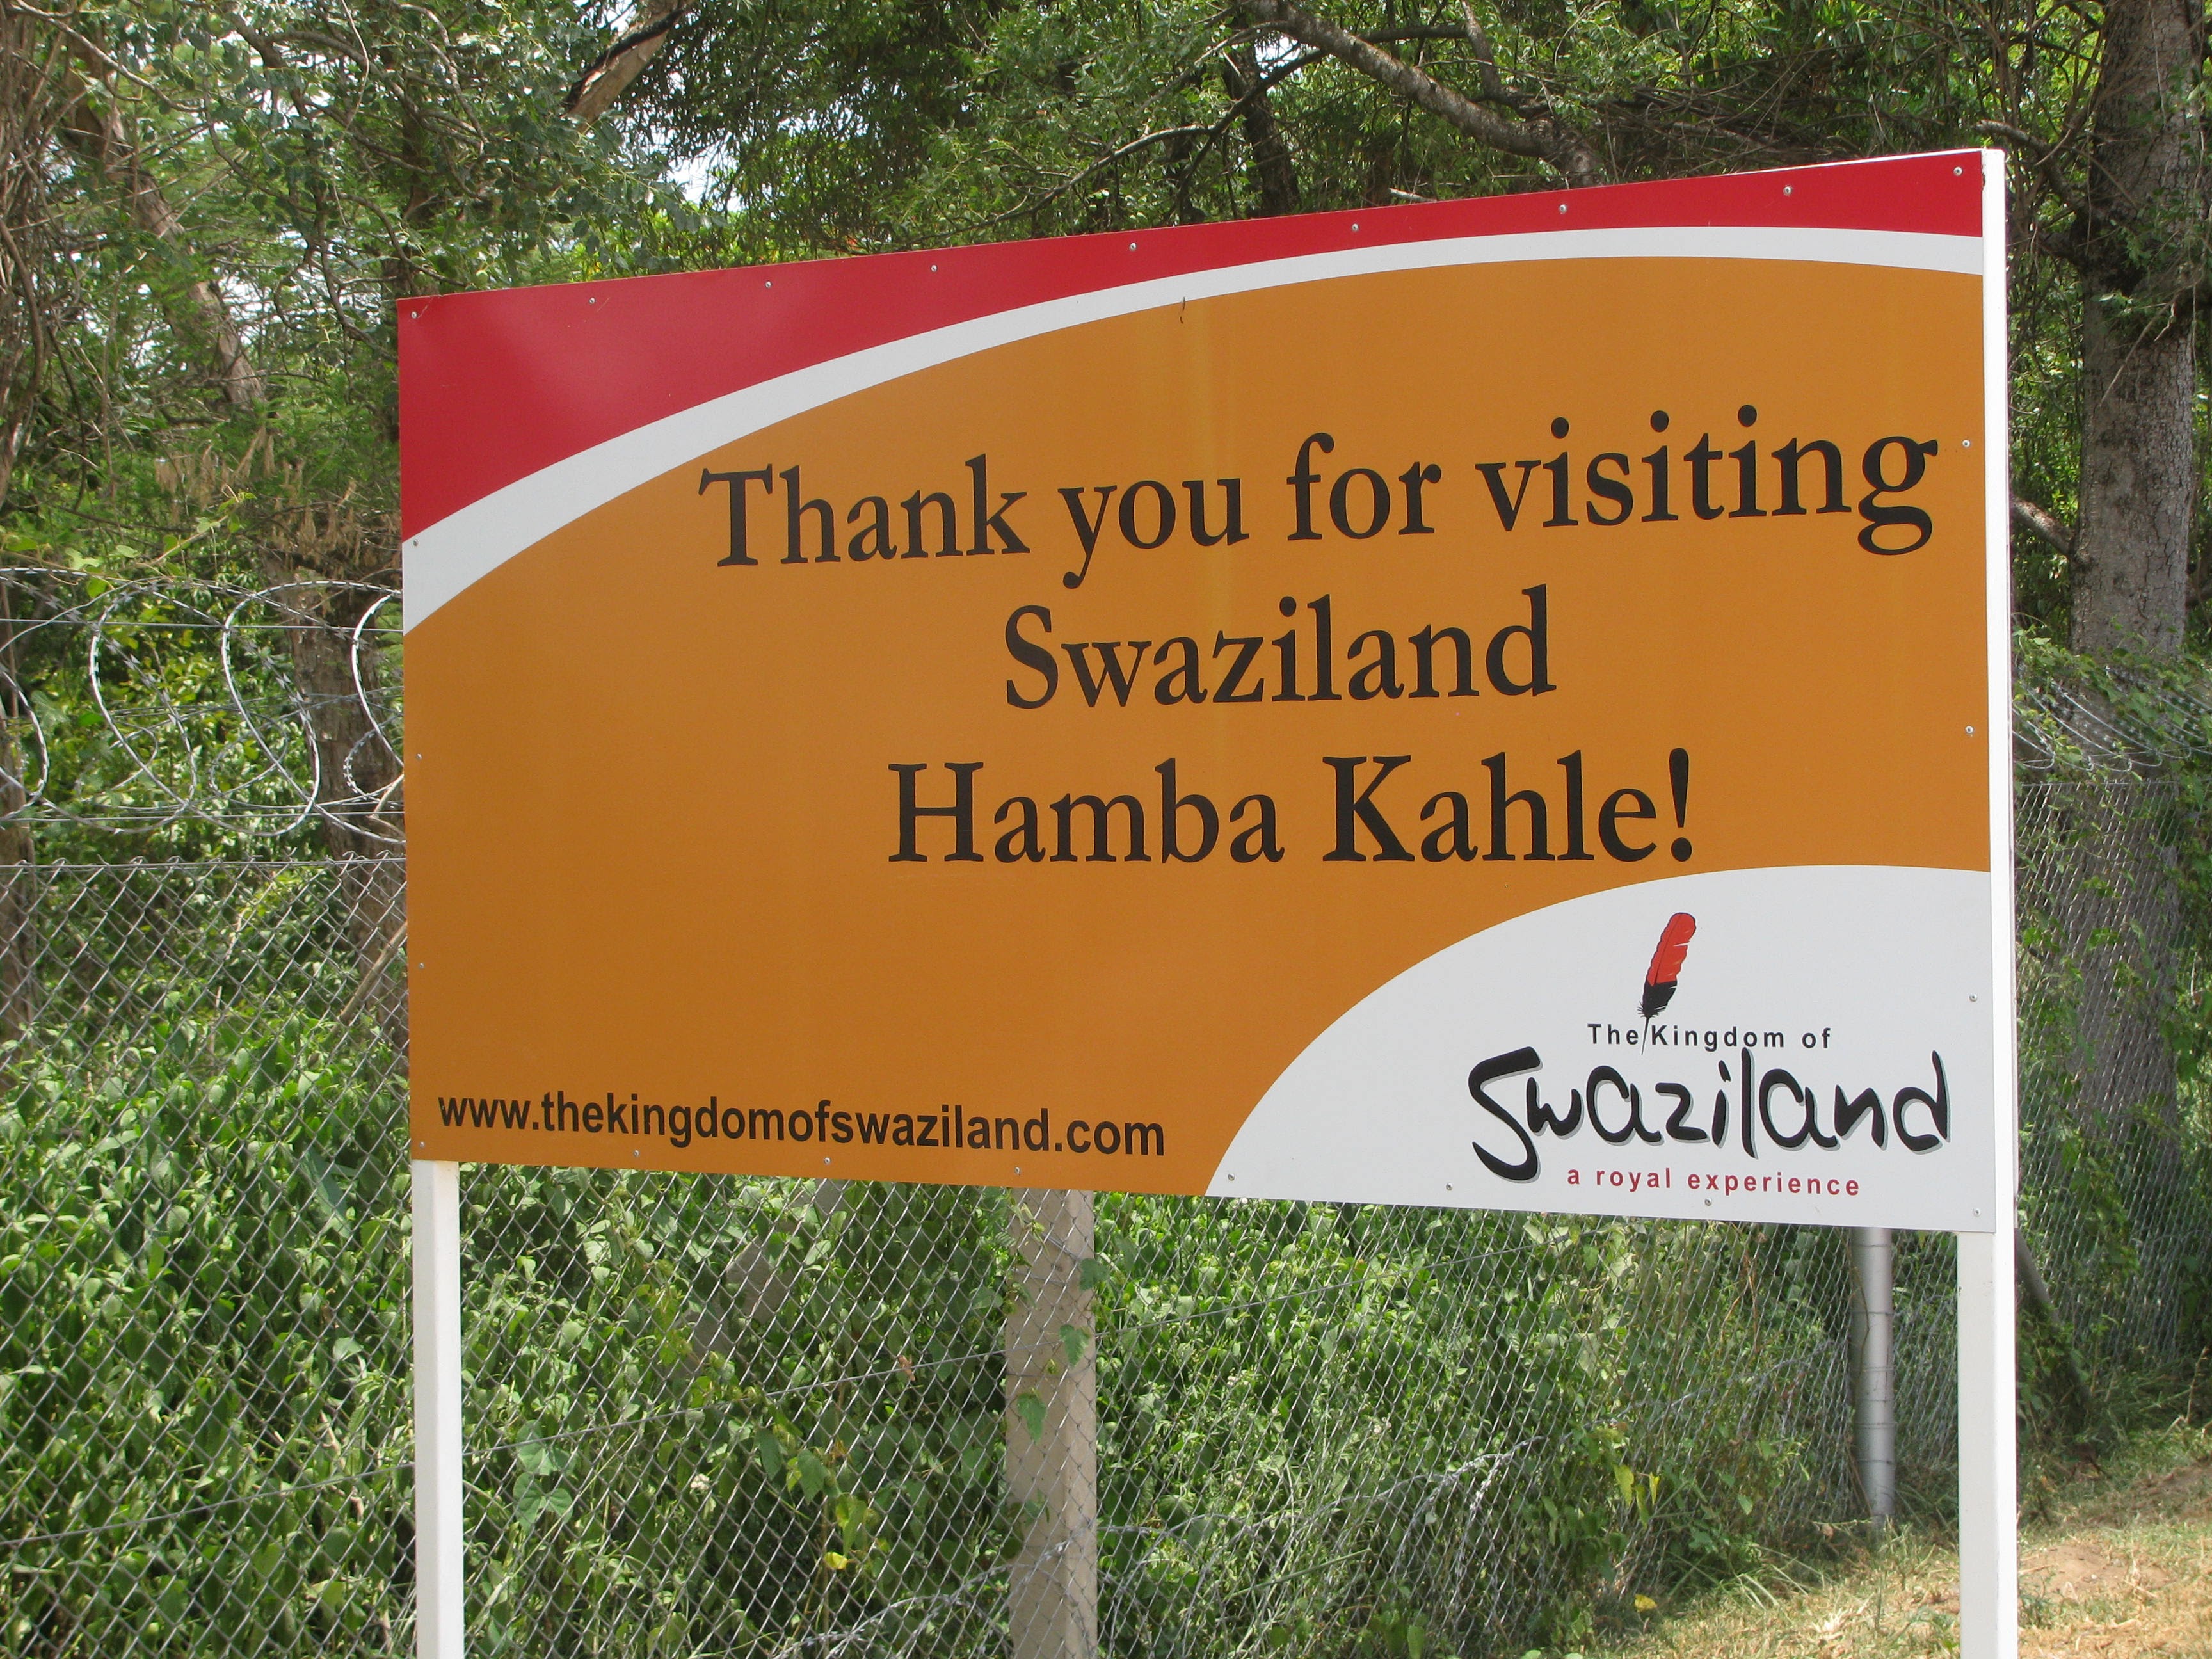 Thank you for visiting
Swaziland
Hamba Kahle!
www.thekingdomofswaziland.com
The Kingdom of
Swaziland
a royal experience